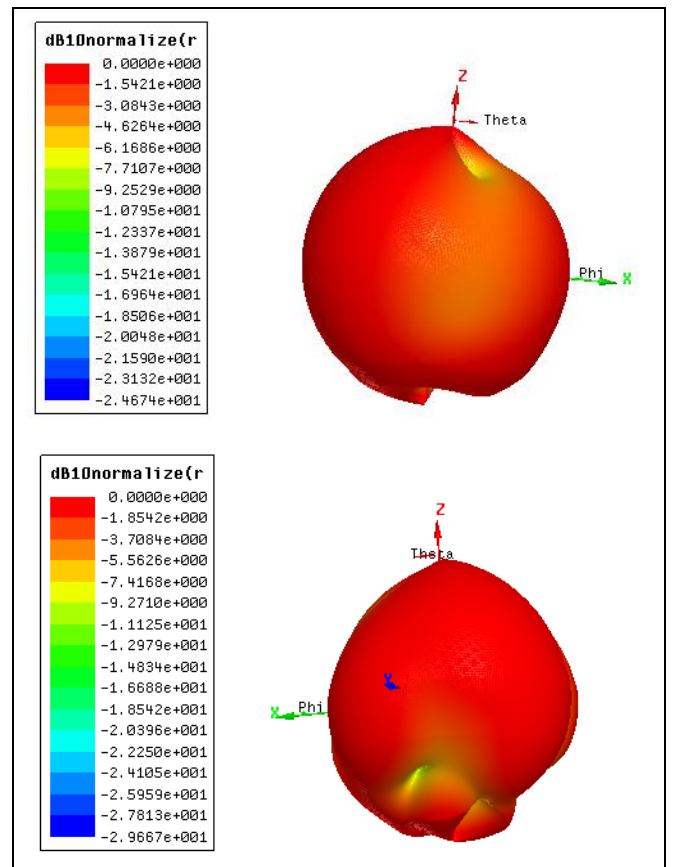 dB10normalize(r
0.0000e+000
-1.5421e+000
-3.0843e+000
-4.6264e+000
-6.1686e+000
-7.7107e+000
-9.2529e+000
-1.0795e+001
-1.2337e+001
-1.3879e+001
-1.5421e+001
-1.6964e+001
-1.8506e+001
-2.0048e+001
-2.1590e+001
-2.3132e+001
-2.4674e+001
Z
Theta
Phi
X
dB10normalize(r
0.0000e+000
-1.8542e+000
-3.7084e+000
-5.5626e+000
-7.4168e+000
-9.2710e+000
-1.1125e+001
-1.2979e+001
-1.4834e+001
-1.6688e+001
-1.8542e+001
-2.0396e+001
-2.2250e+001
-2.4105e+001
-2.5959e+001
-2.7813e+001
-2.9667e+001
Z
Theta
Y
X
Phi